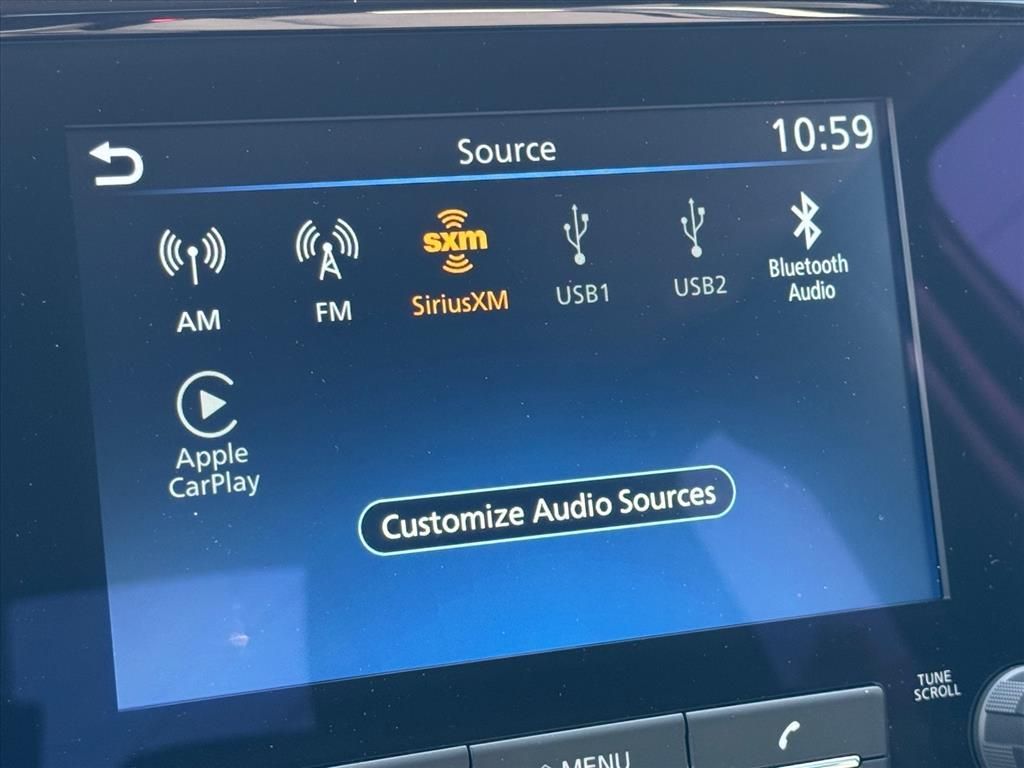 Source
10:59
sxm
AM
FM
SiriusXM
USB1
USB2
Bluetooth
Audio
Apple
CarPlay
Customize Audio Sources
TUNE
SCROLL
MENU